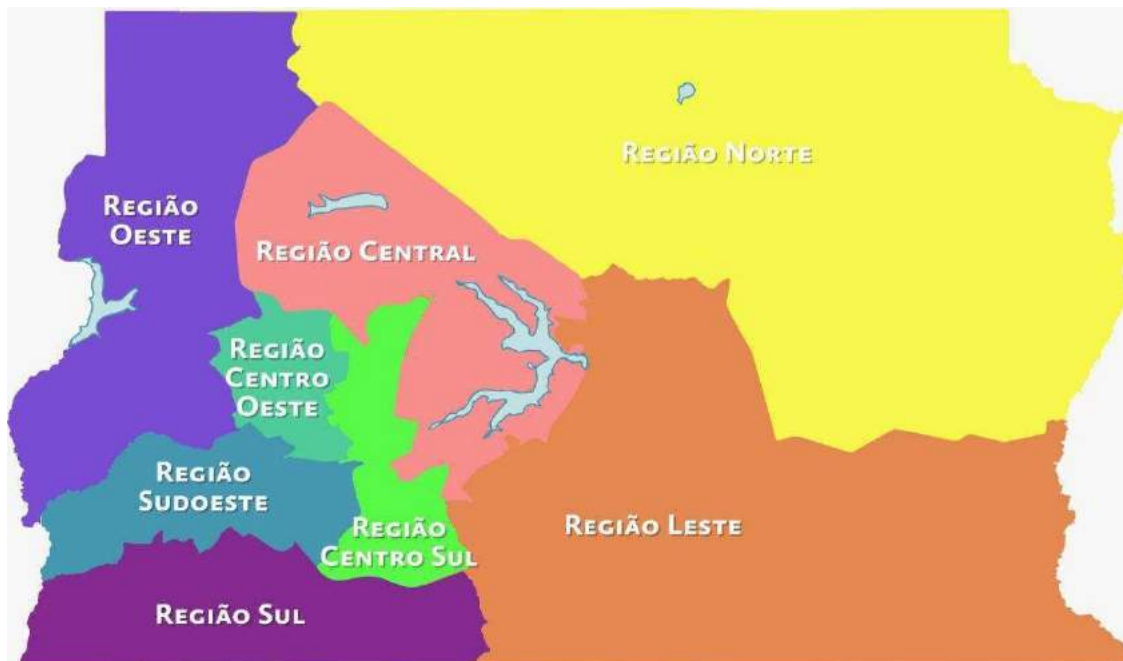 Região Norte
Região
Oeste
Região Central
Região
Centro
Oeste
Região
Sudoeste
Região
Centro Sul
Região Leste
Região Sul